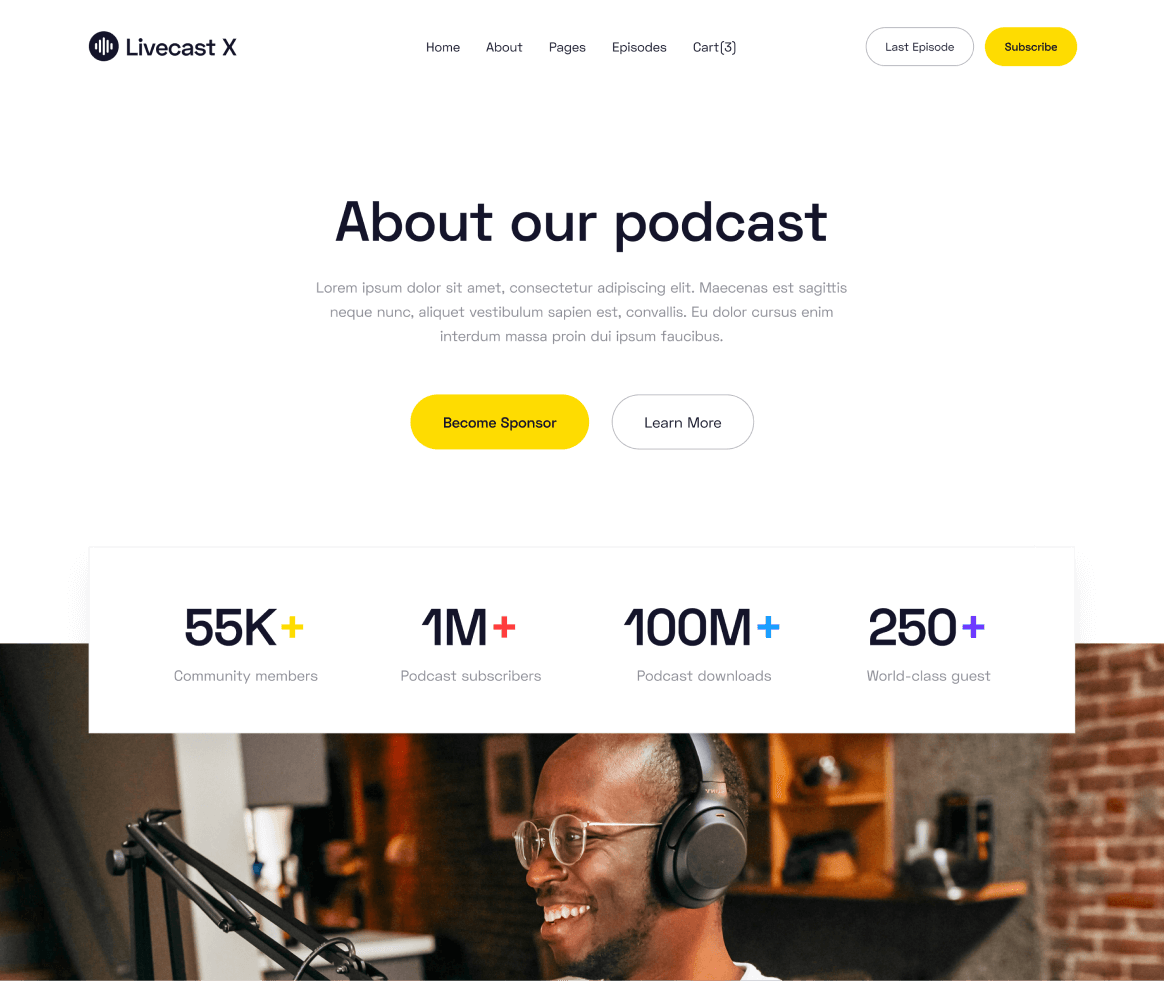 Livecast X
Home About Pages Episodes Cart(3)
Last Episode
Subscribe
About our podcast
Lorem ipsum dolor sit amet, consectetur adipiscing elit. Maecenas est sagittis
neque nunc, aliquet vestibulum sapien est, convallis. Eu dolor cursus enim
interdum massa proin dui ipsum faucibus.
Become Sponsor
Learn More
55K+
Community members
1M+
Podcast subscribers
100M+
Podcast downloads
250+
World-class guest